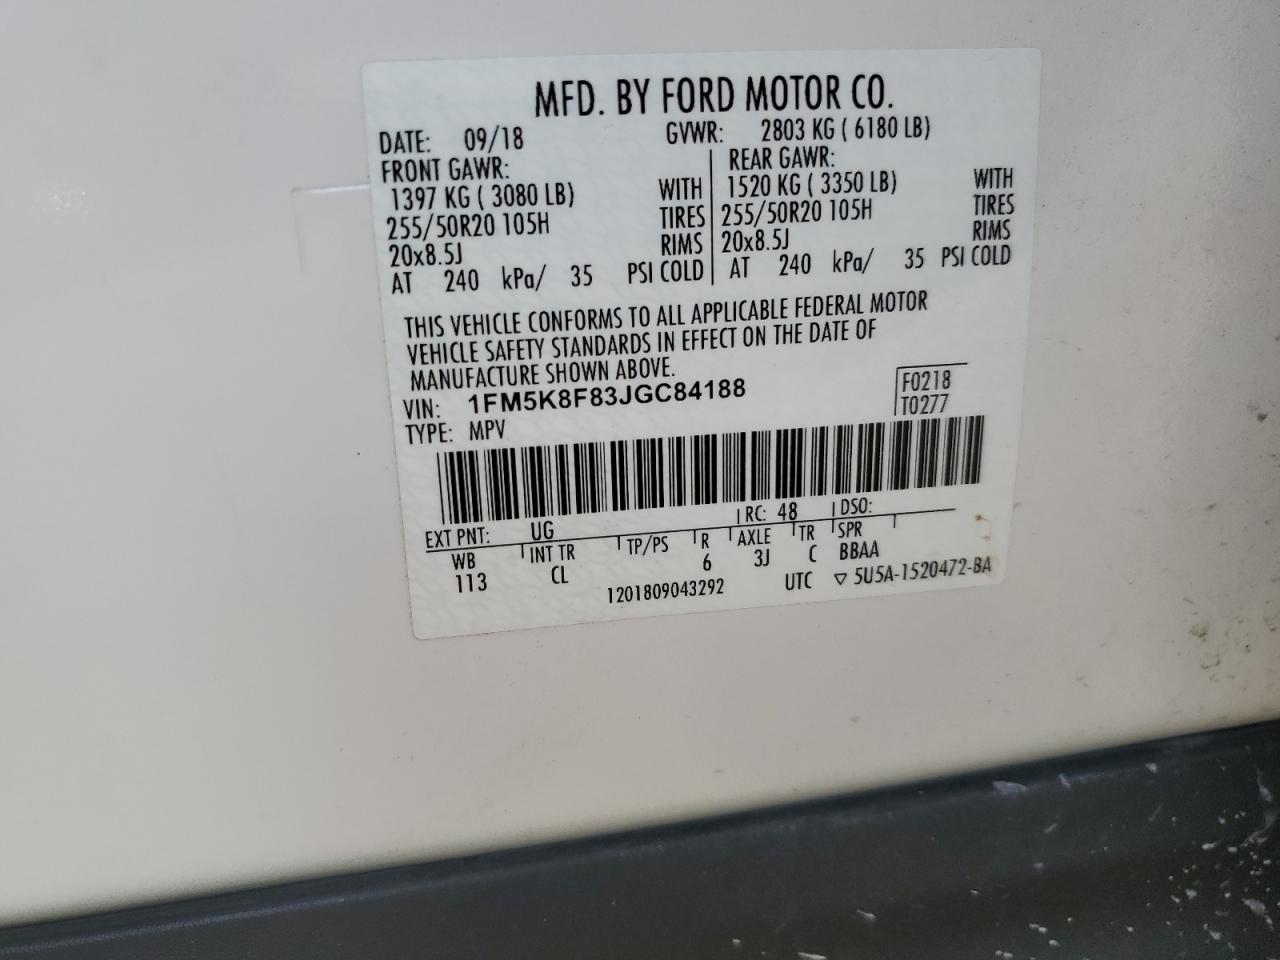 MFD. BY FORD MOTOR CO.
DATE: 09/18 GVWR: 2803 KG ( 6180 LB)
FRONT GAWR: REAR GAWR:
1397 KG ( 3080 LB) WITH 1520 KG ( 3350 LB) WITH
255/50R20 105H TIRES 255/50R20 105H TIRES
20x8.5J RIMS 20x8.5J RIMS
AT 240 kPa/ 35 PSI COLD AT 240 kPa/ 35 PSI COLD
THIS VEHICLE CONFORMS TO ALL APPLICABLE FEDERAL MOTOR
VEHICLE SAFETY STANDARDS IN EFFECT ON THE DATE OF
MANUFACTURE SHOWN ABOVE.
VIN: 1FM5K8F83JGC84188 F0218
TYPE: MPV T0277
EXT PNT: UG RC: 48 DSO:
WB INT TR TP/PS R AXLE TR SPR
113 CL 6 3J C BBAA
1201809043292 UTC ▽ 5U5A-1520472-BA